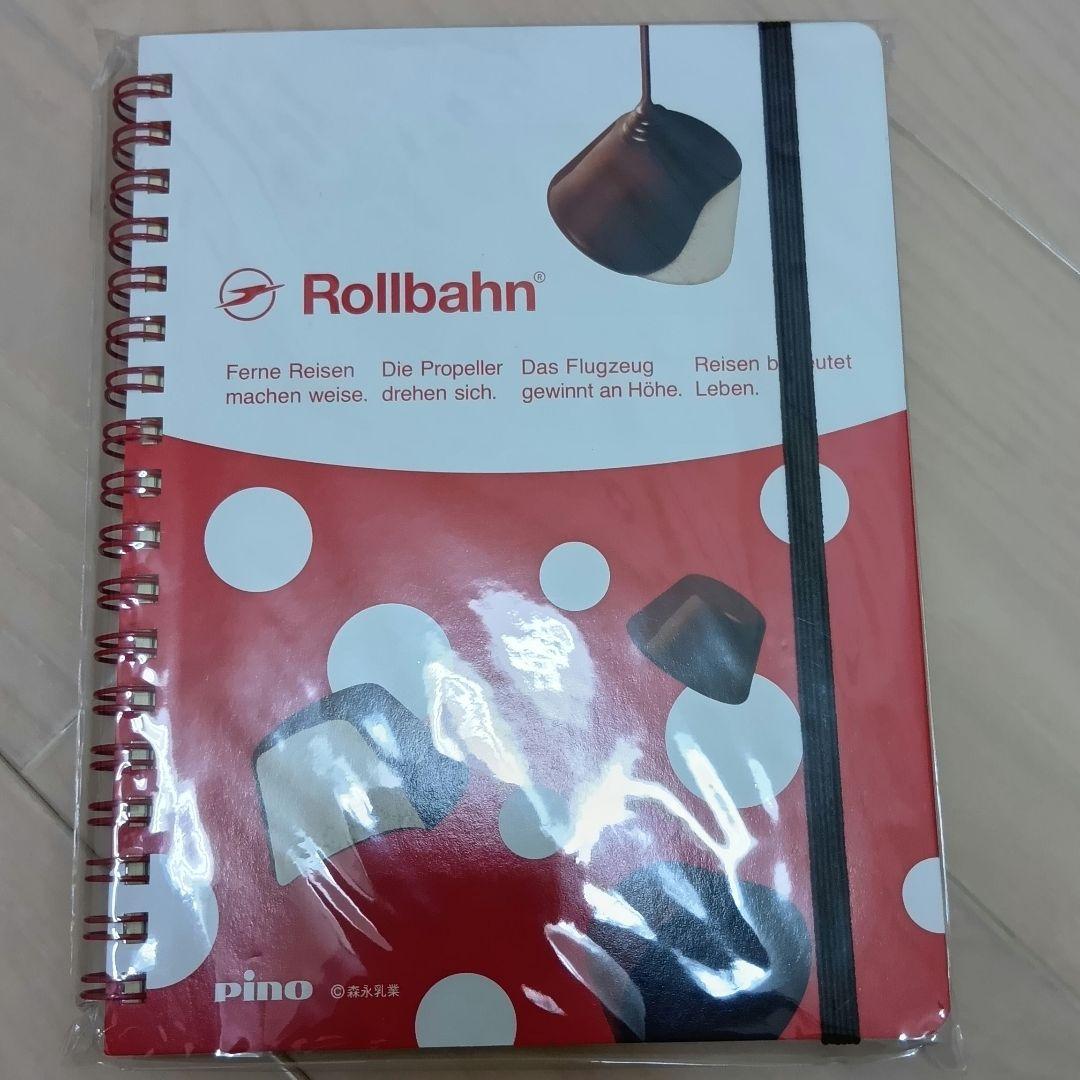 Rollbahn®
Ferne Reisen
machen weise.
Die Propeller
drehen sich.
Das Flugzeug
gewinnt an Höhe.
Reisen b eutet
Leben.
pino ©森永乳業